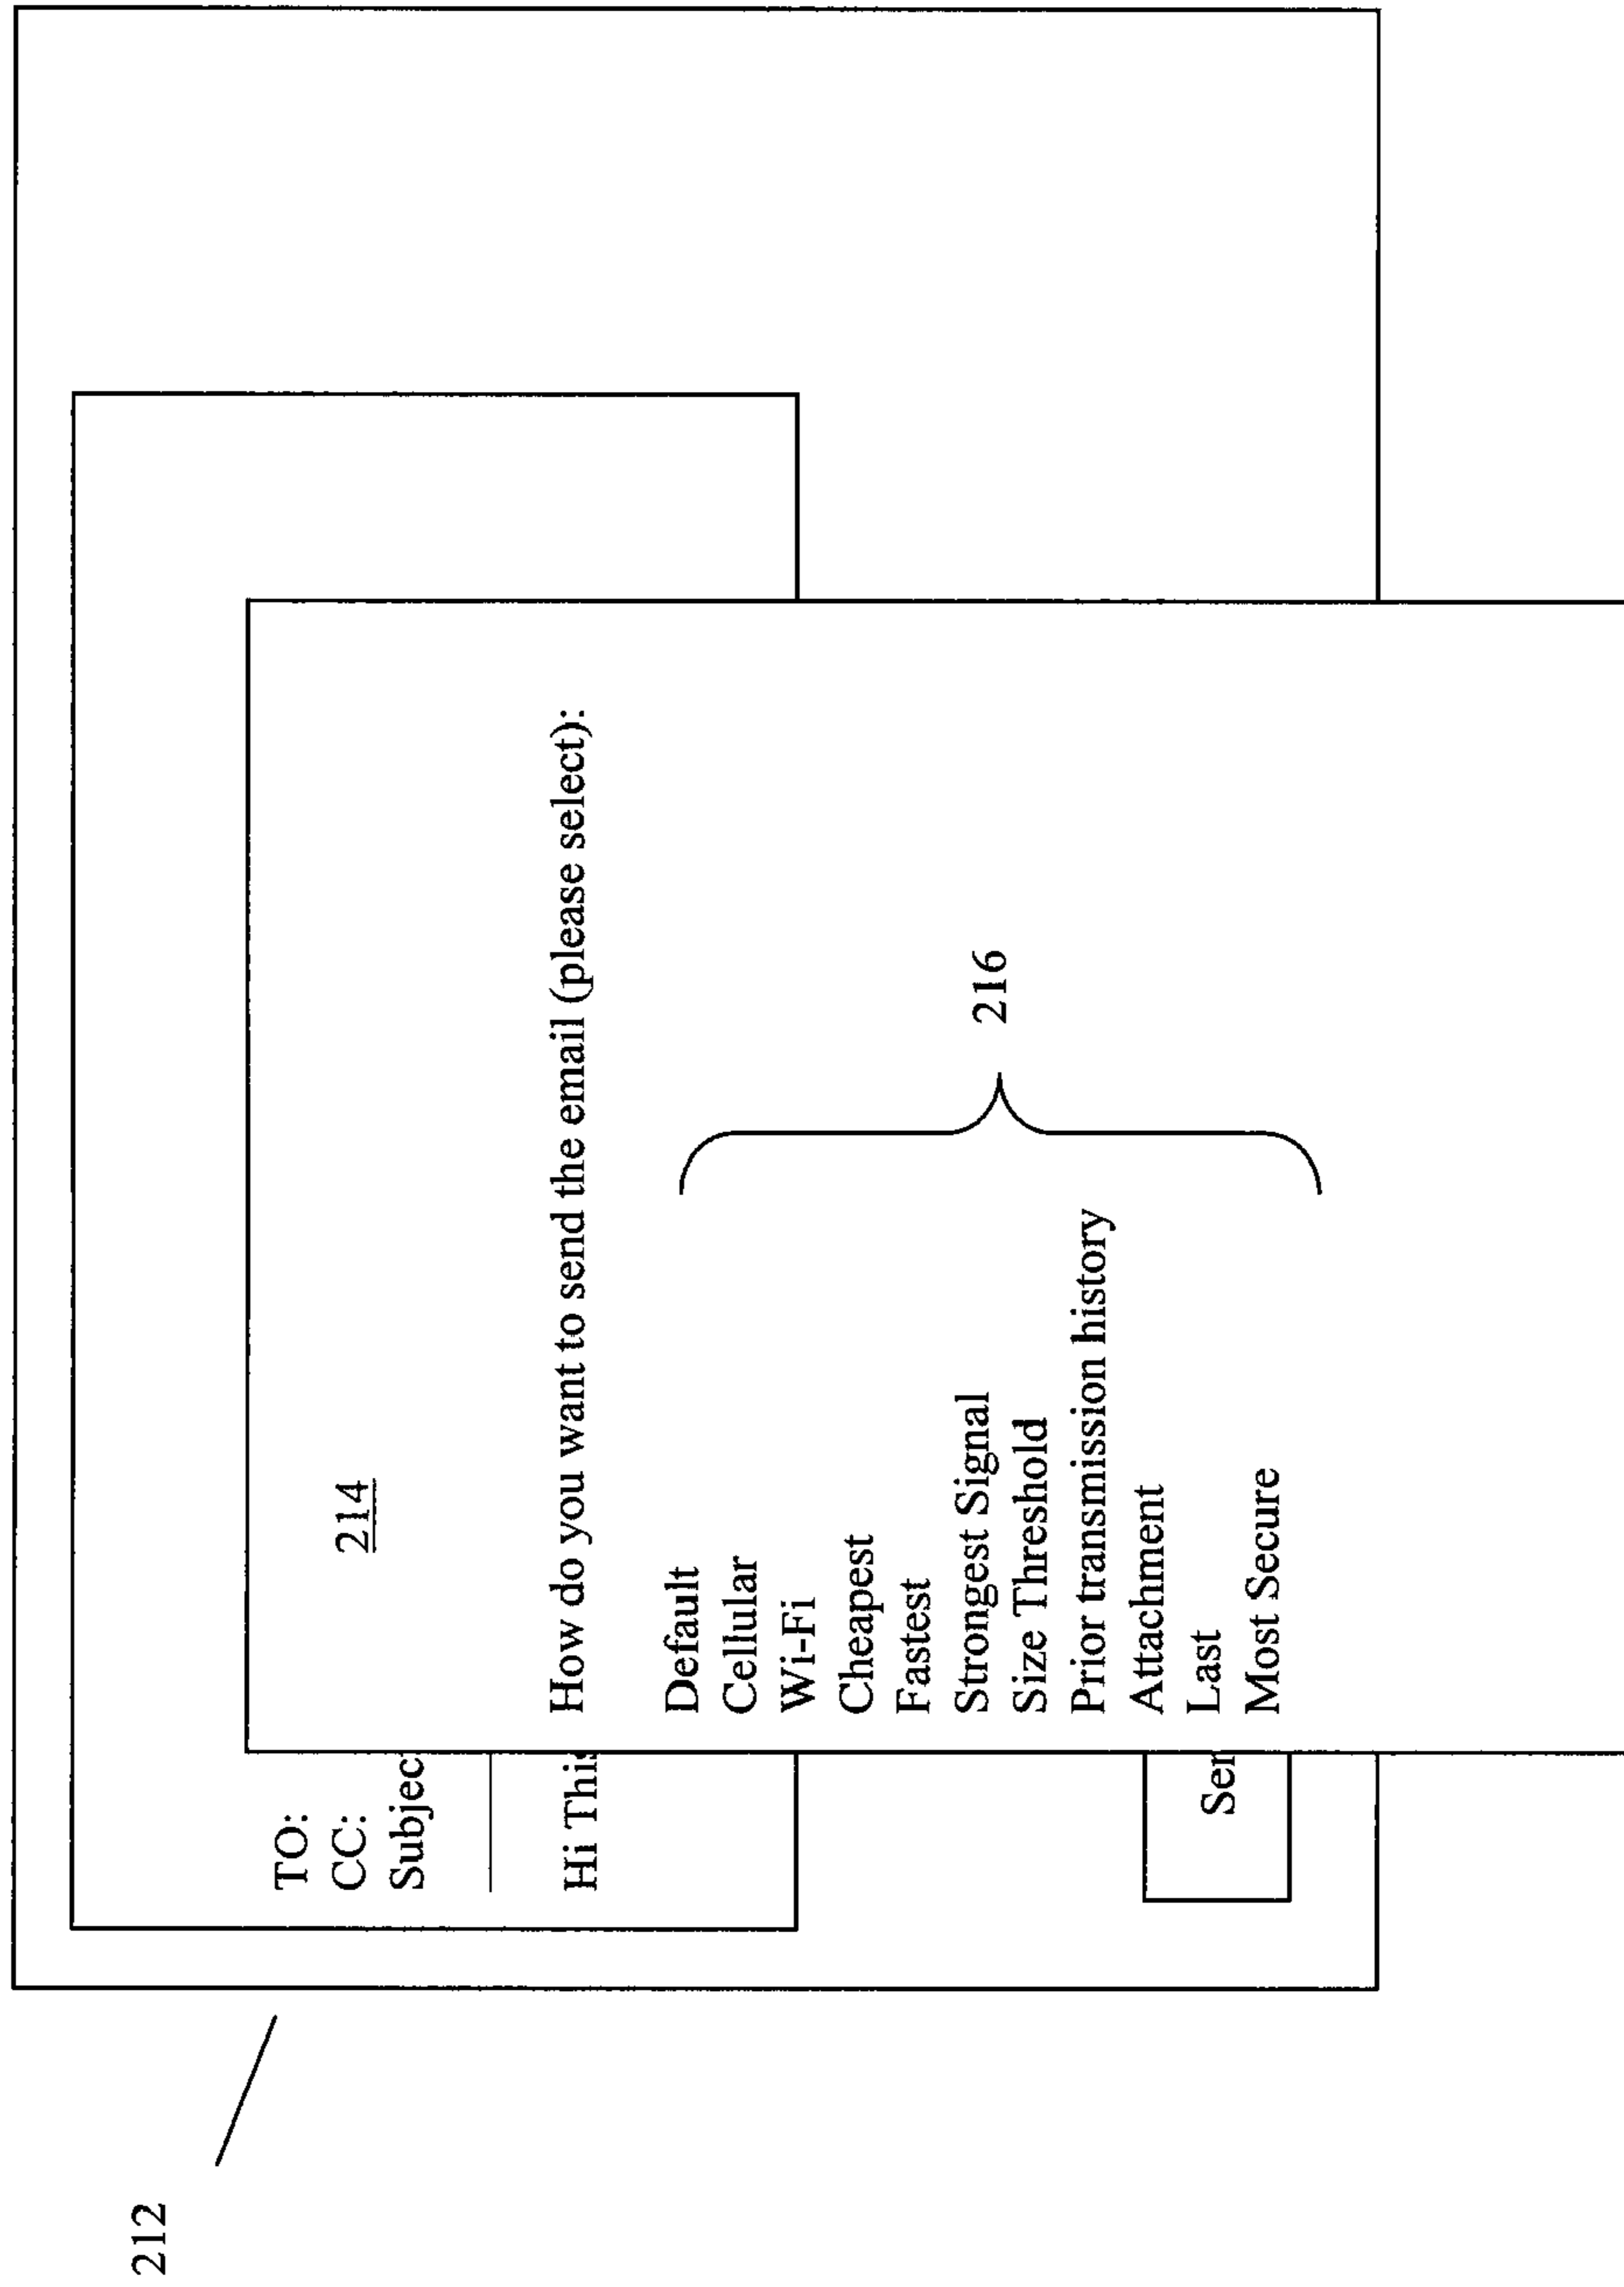 212
TO:
CC:
Subjec
Hi This
Ser
214
How do you want to send the email (please select):
Default
Cellular
Wi-Fi
Cheapest
Fastest
Strongest Signal
Size Threshold
Prior transmission history
Attachment
Last
Most Secure
216